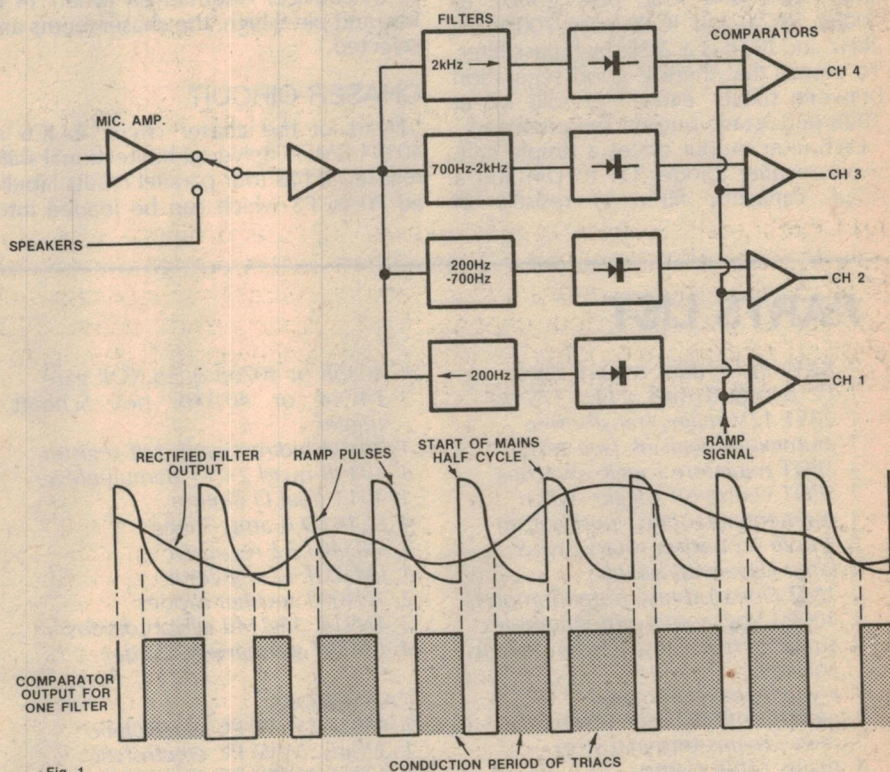 FILTERS
COMPARATORS
2kHz
CH 4
MIC. AMP.
700Hz-2kHz
CH 3
SPEAKERS
200Hz
-700Hz
CH 2
200Hz
CH 1
RAMP
SIGNAL
RECTIFIED FILTER
OUTPUT
RAMP PULSES
START OF MAINS
HALF CYCLE
COMPARATOR
OUTPUT FOR
ONE FILTER
CONDUCTION PERIOD OF TRIACS
Fig. 1